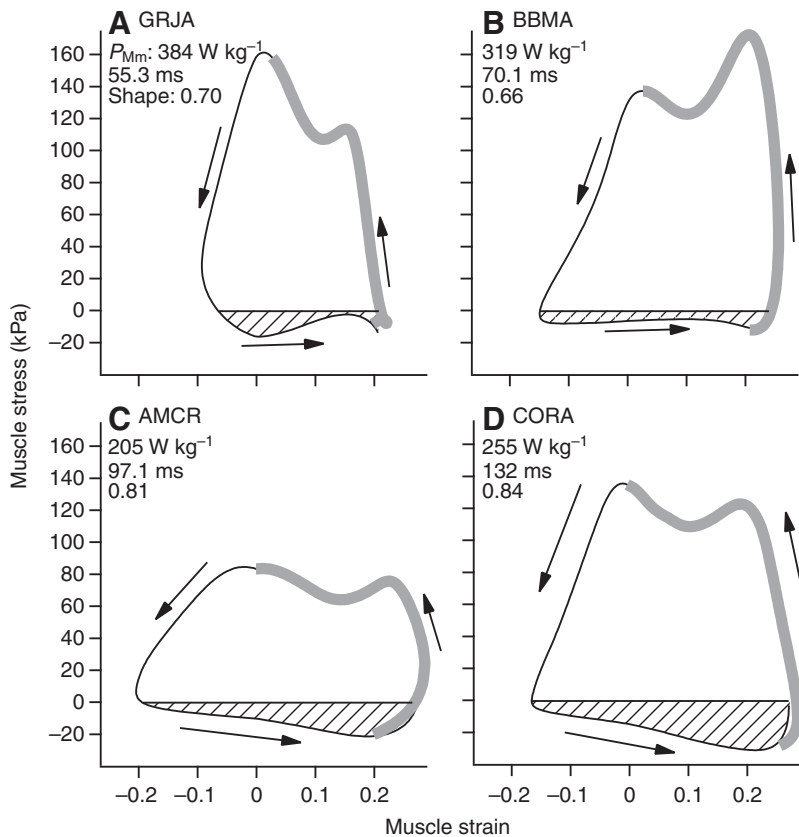 A GRJA
P_Mm: 384 W kg⁻¹
55.3 ms
Shape: 0.70
160
140
120
100
80
60
40
20
0
–20
B BBMA
319 W kg⁻¹
70.1 ms
0.66
Muscle stress (kPa)
C AMCR
205 W kg⁻¹
97.1 ms
0.81
160
140
120
100
80
60
40
20
0
–20
D CORA
255 W kg⁻¹
132 ms
0.84
–0.2 –0.1 0 0.1 0.2
–0.2 –0.1 0 0.1 0.2
Muscle strain